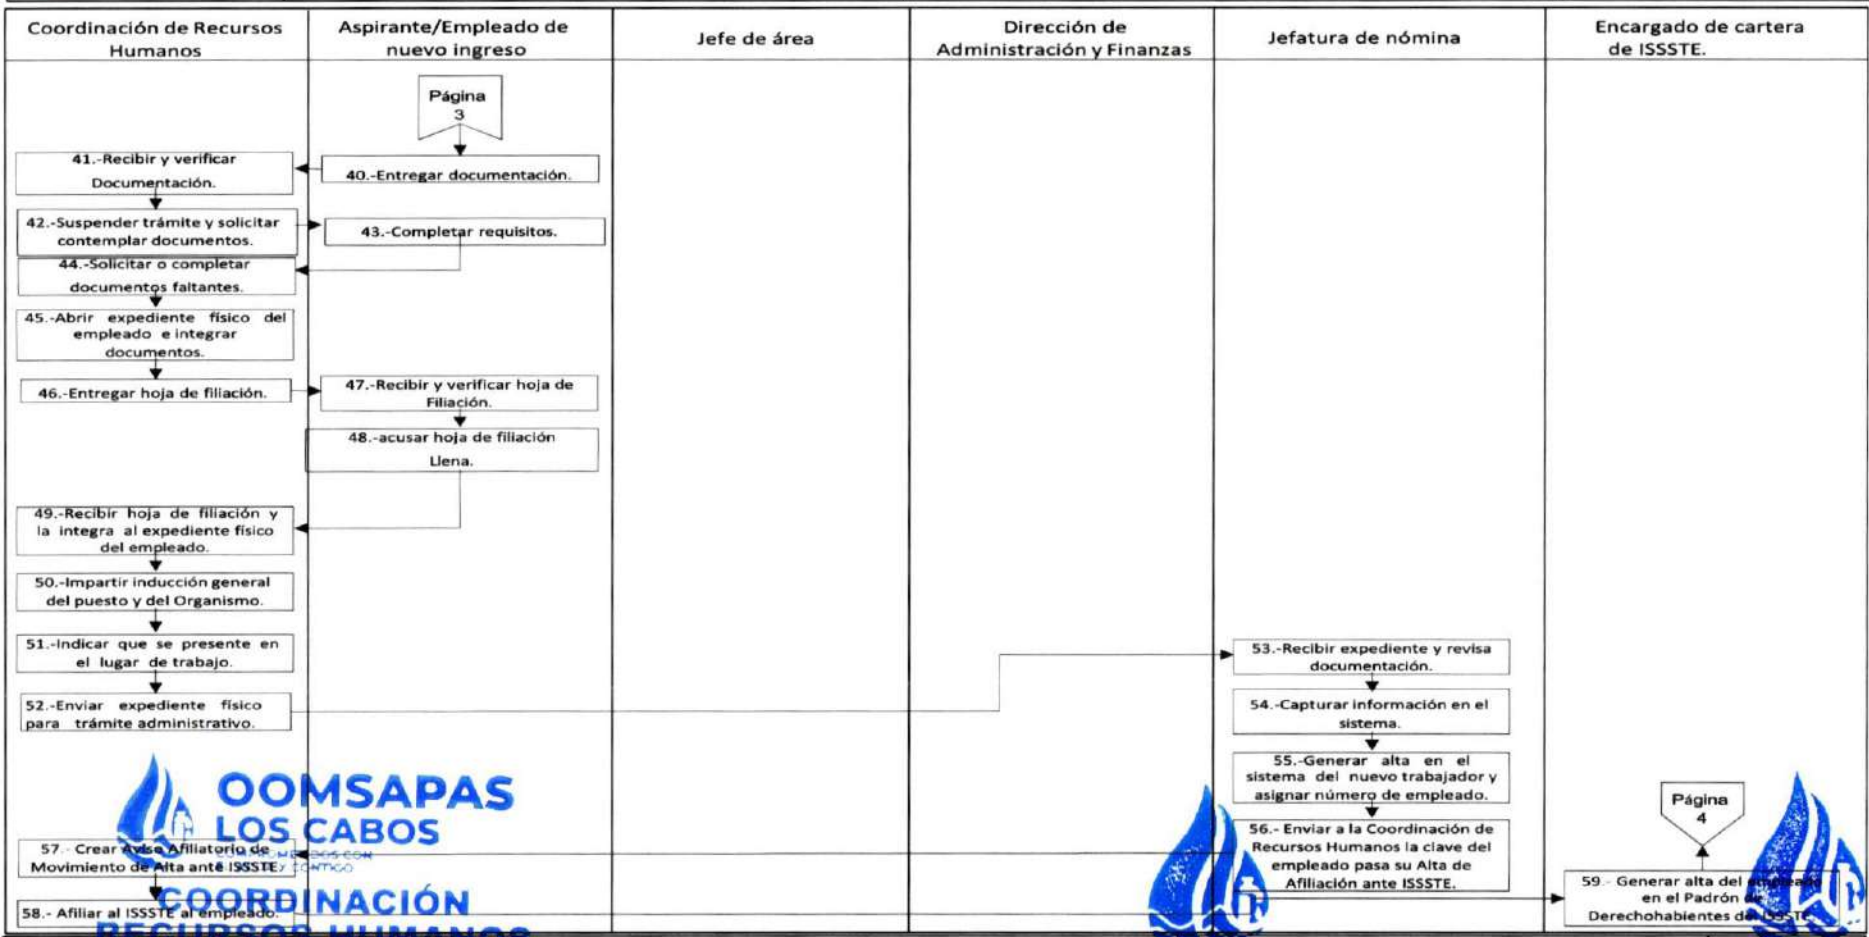 Coordinación de Recursos
Humanos
Aspirante/Empleado de
nuevo ingreso
Jefe de área
Dirección de
Administración y Finanzas
Jefatura de nómina
Encargado de cartera
de ISSSTE.
Página
3
40.-Entregar documentación.
41.-Recibir y verificar
Documentación.
42.-Suspender trámite y solicitar
contemplar documentos.
43.-Completar requisitos.
44.-Solicitar o completar
documentos faltantes.
45.-Abrir expediente físico del
empleado e integrar
documentos.
46.-Entregar hoja de filiación.
47.-Recibir y verificar hoja de
Filiación.
48.-acusar hoja de filiación
Llena.
49.-Recibir hoja de filiación y
la integra al expediente físico
del empleado.
50.-Impartir inducción general
del puesto y del Organismo.
51.-Indicar que se presente en
el lugar de trabajo.
52.-Enviar expediente físico
para trámite administrativo.
53.-Recibir expediente y revisa
documentación.
54.-Capturar información en el
sistema.
55.-Generar alta en el
sistema del nuevo trabajador y
asignar número de empleado.
56.- Enviar a la Coordinación de
Recursos Humanos la clave del
empleado pasa su Alta de
Afiliación ante ISSSTE.
57.- Crear Aviso Afiliatorio de
Movimiento de Alta ante ISSSTE
58.- Afiliar al ISSSTE al empleado.
59.- Generar alta del empleado
en el Padrón de
Derechohabientes del ISSSTE
Página
4
OOMSAPAS
LOS CABOS
COORDINACIÓN
RECURSOS HUMANOS